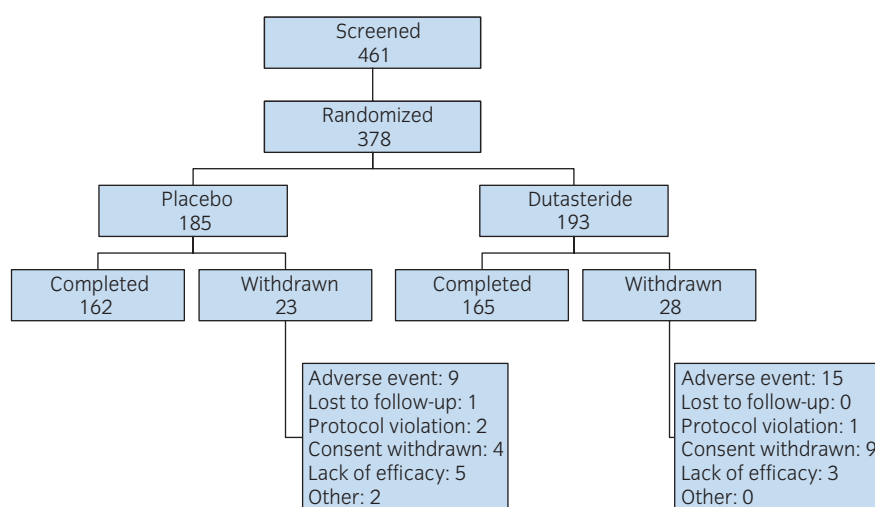 Screened
461
Randomized
378
Placebo
185
Dutasteride
193
Completed
162
Withdrawn
23
Completed
165
Withdrawn
28
Adverse event: 9
Lost to follow-up: 1
Protocol violation: 2
Consent withdrawn: 4
Lack of efficacy: 5
Other: 2
Adverse event: 15
Lost to follow-up: 0
Protocol violation: 1
Consent withdrawn: 9
Lack of efficacy: 3
Other: 0